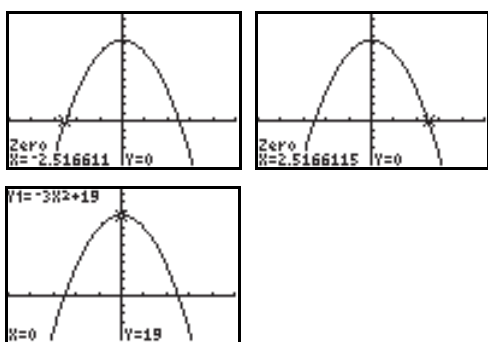 Zero
X=-2.516611 Y=0
Zero
X=2.5166115 Y=0
Y1=-3X²+19
X=0 Y=19